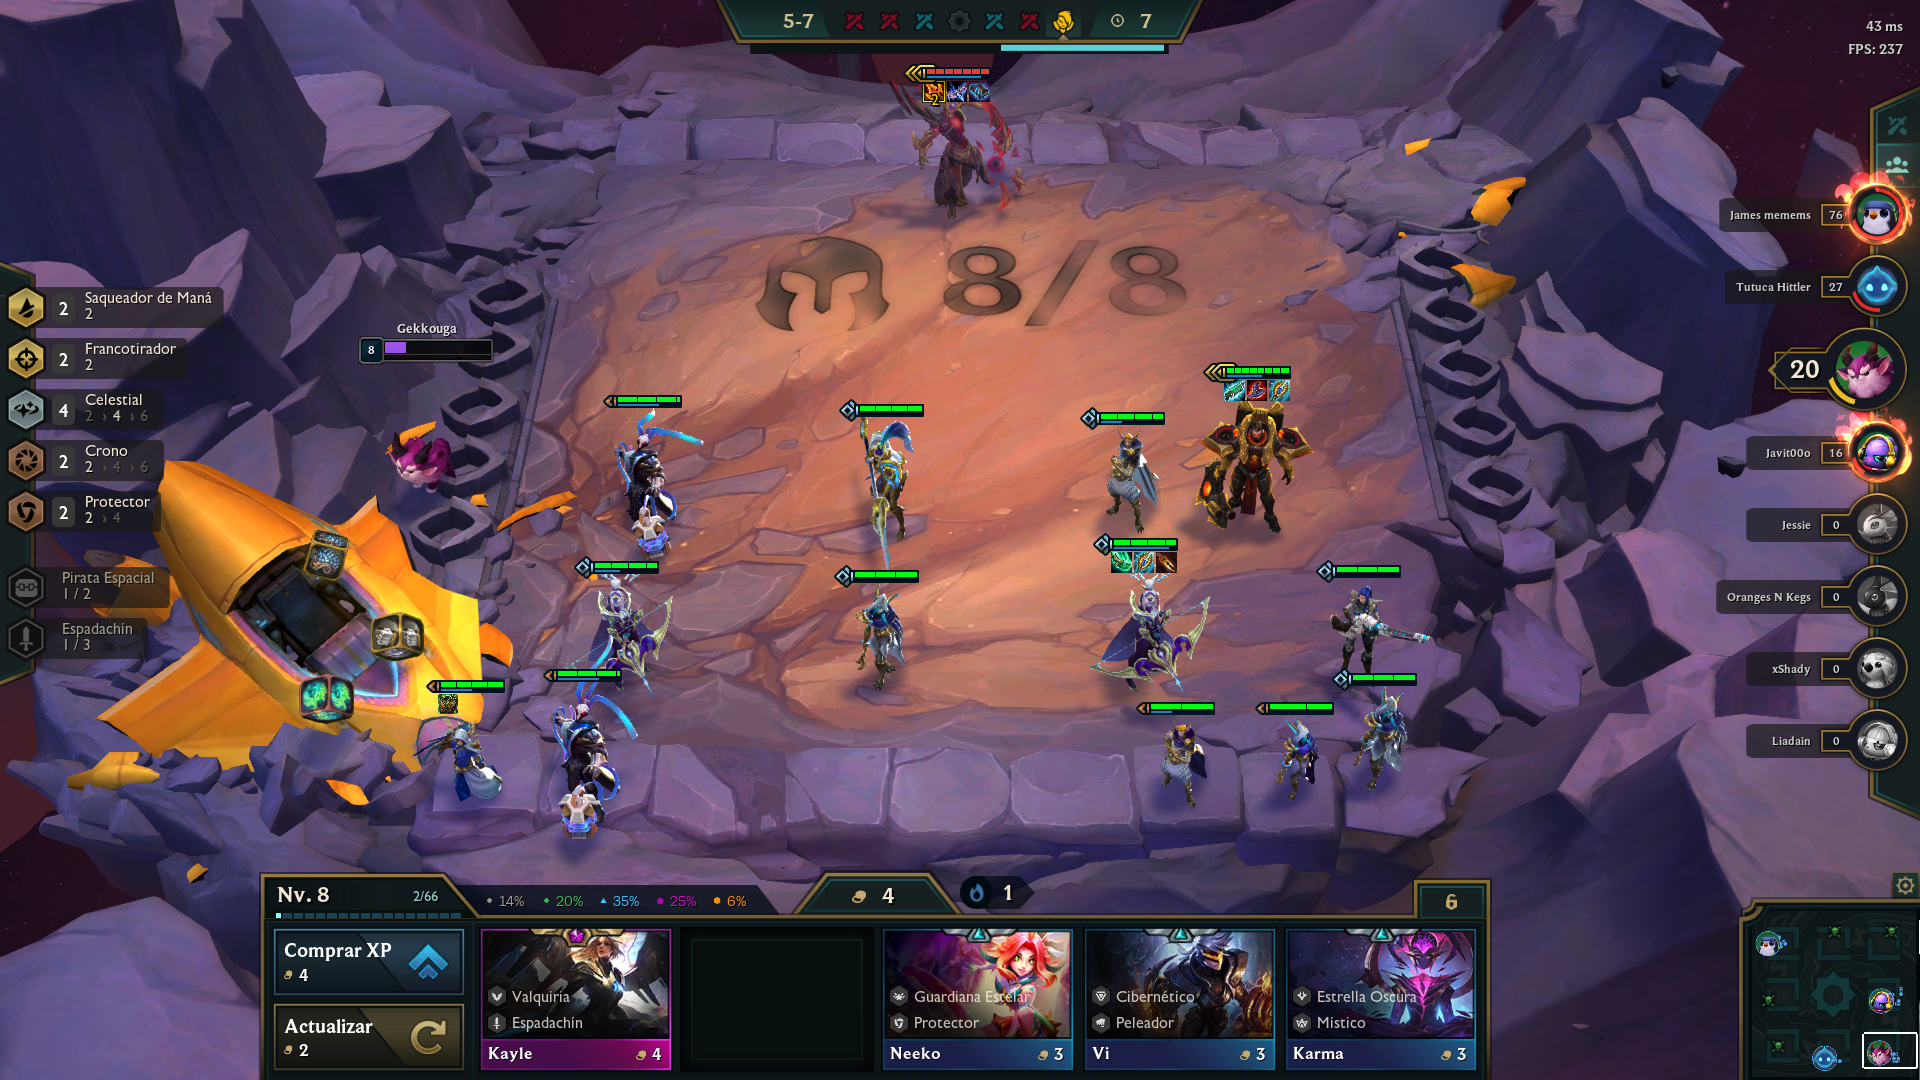 5-7
7
43 ms
FPS: 237
2
8/8
James memems 76
Tutuca Hittler 27
20
Javit00o 16
Jessie 0
Oranges N Kegs 0
xShady 0
Liadain 0
2 Saqueador de Maná
2
2 Francotirador
2
4 Celestial
2 › 4 › 6
2 Crono
2 › 4 › 6
2 Protector
2 › 4
Pirata Espacial
1 / 2
Espadachín
1 / 3
Gekkouga
8
Nv. 8
2/66
14% 20% 35% 25% 6%
4
1
6
Comprar XP
4
Actualizar
2
Valquiria
Espadachín
Kayle 4
Guardiana Estelar
Protector
Neeko 3
Cibernético
Peleador
Vi 3
Estrella Oscura
Místico
Karma 3